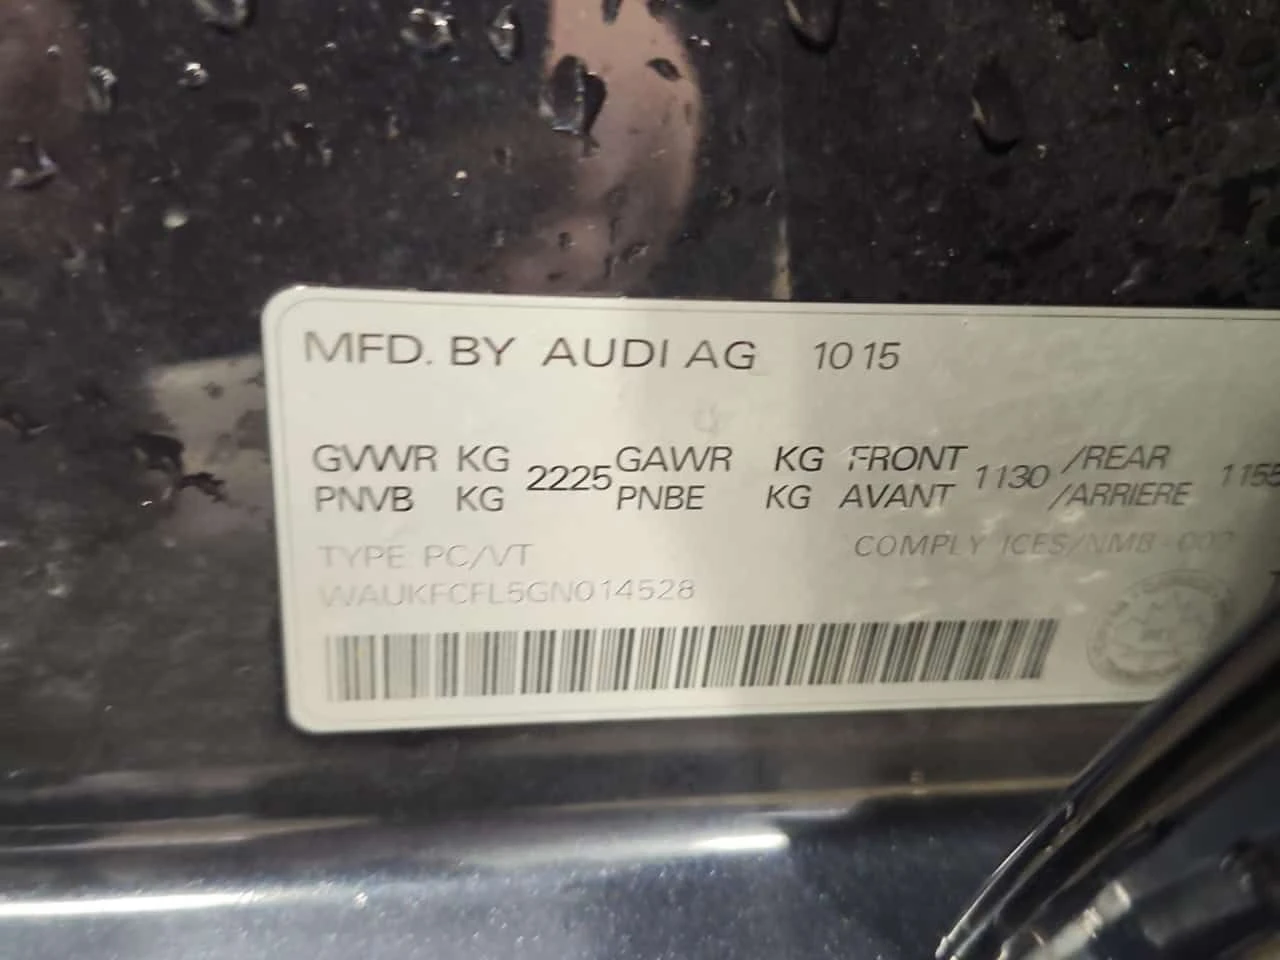 MFD. BY AUDI AG 10 15
GVWR KG 2225 GAWR KG FRONT 1130 /REAR 1155
PNVB KG PNBE KG AVANT /ARRIERE
TYPE PC/VT COMPLY ICES/NMB-002
WAUKFCFL5GN014528